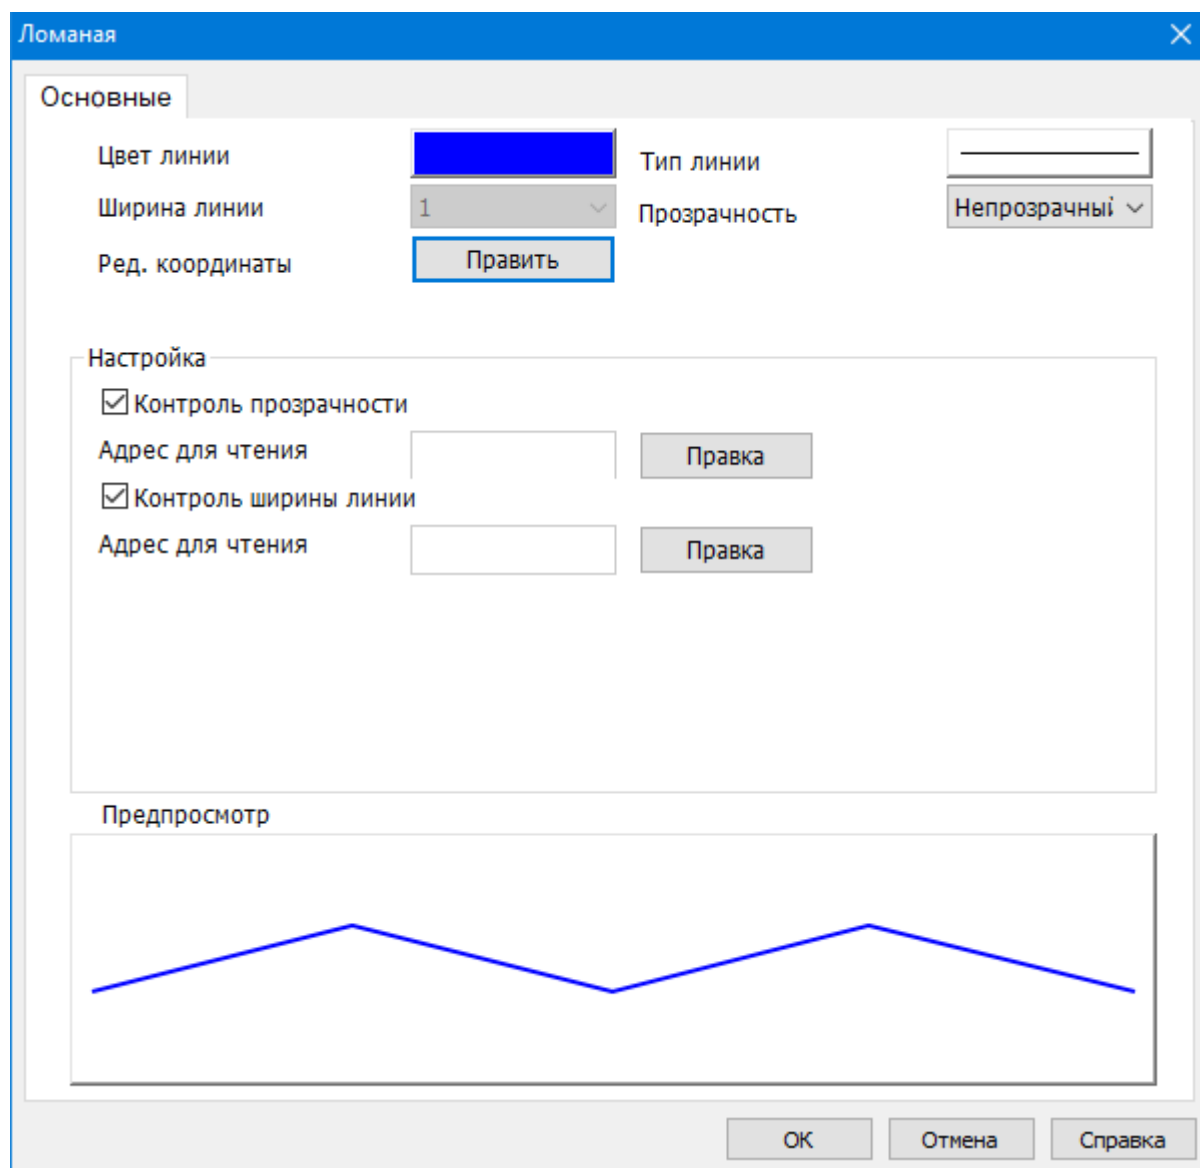 Ломаная
Основные
Цвет линии
Тип линии
Ширина линии 1
Прозрачность Непрозрачный
Ред. координаты Править
Настройка
Контроль прозрачности
Адрес для чтения Правка
Контроль ширины линии
Адрес для чтения Правка
Предпросмотр
ОК Отмена Справка